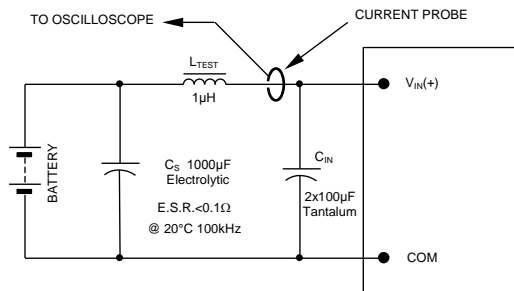 TO OSCILLOSCOPE
CURRENT PROBE
LTEST
1µH
VIN(+)
BATTERY
CS 1000µF
Electrolytic
E.S.R.<0.1Ω
@ 20°C 100kHz
CIN
2x100µF
Tantalum
COM